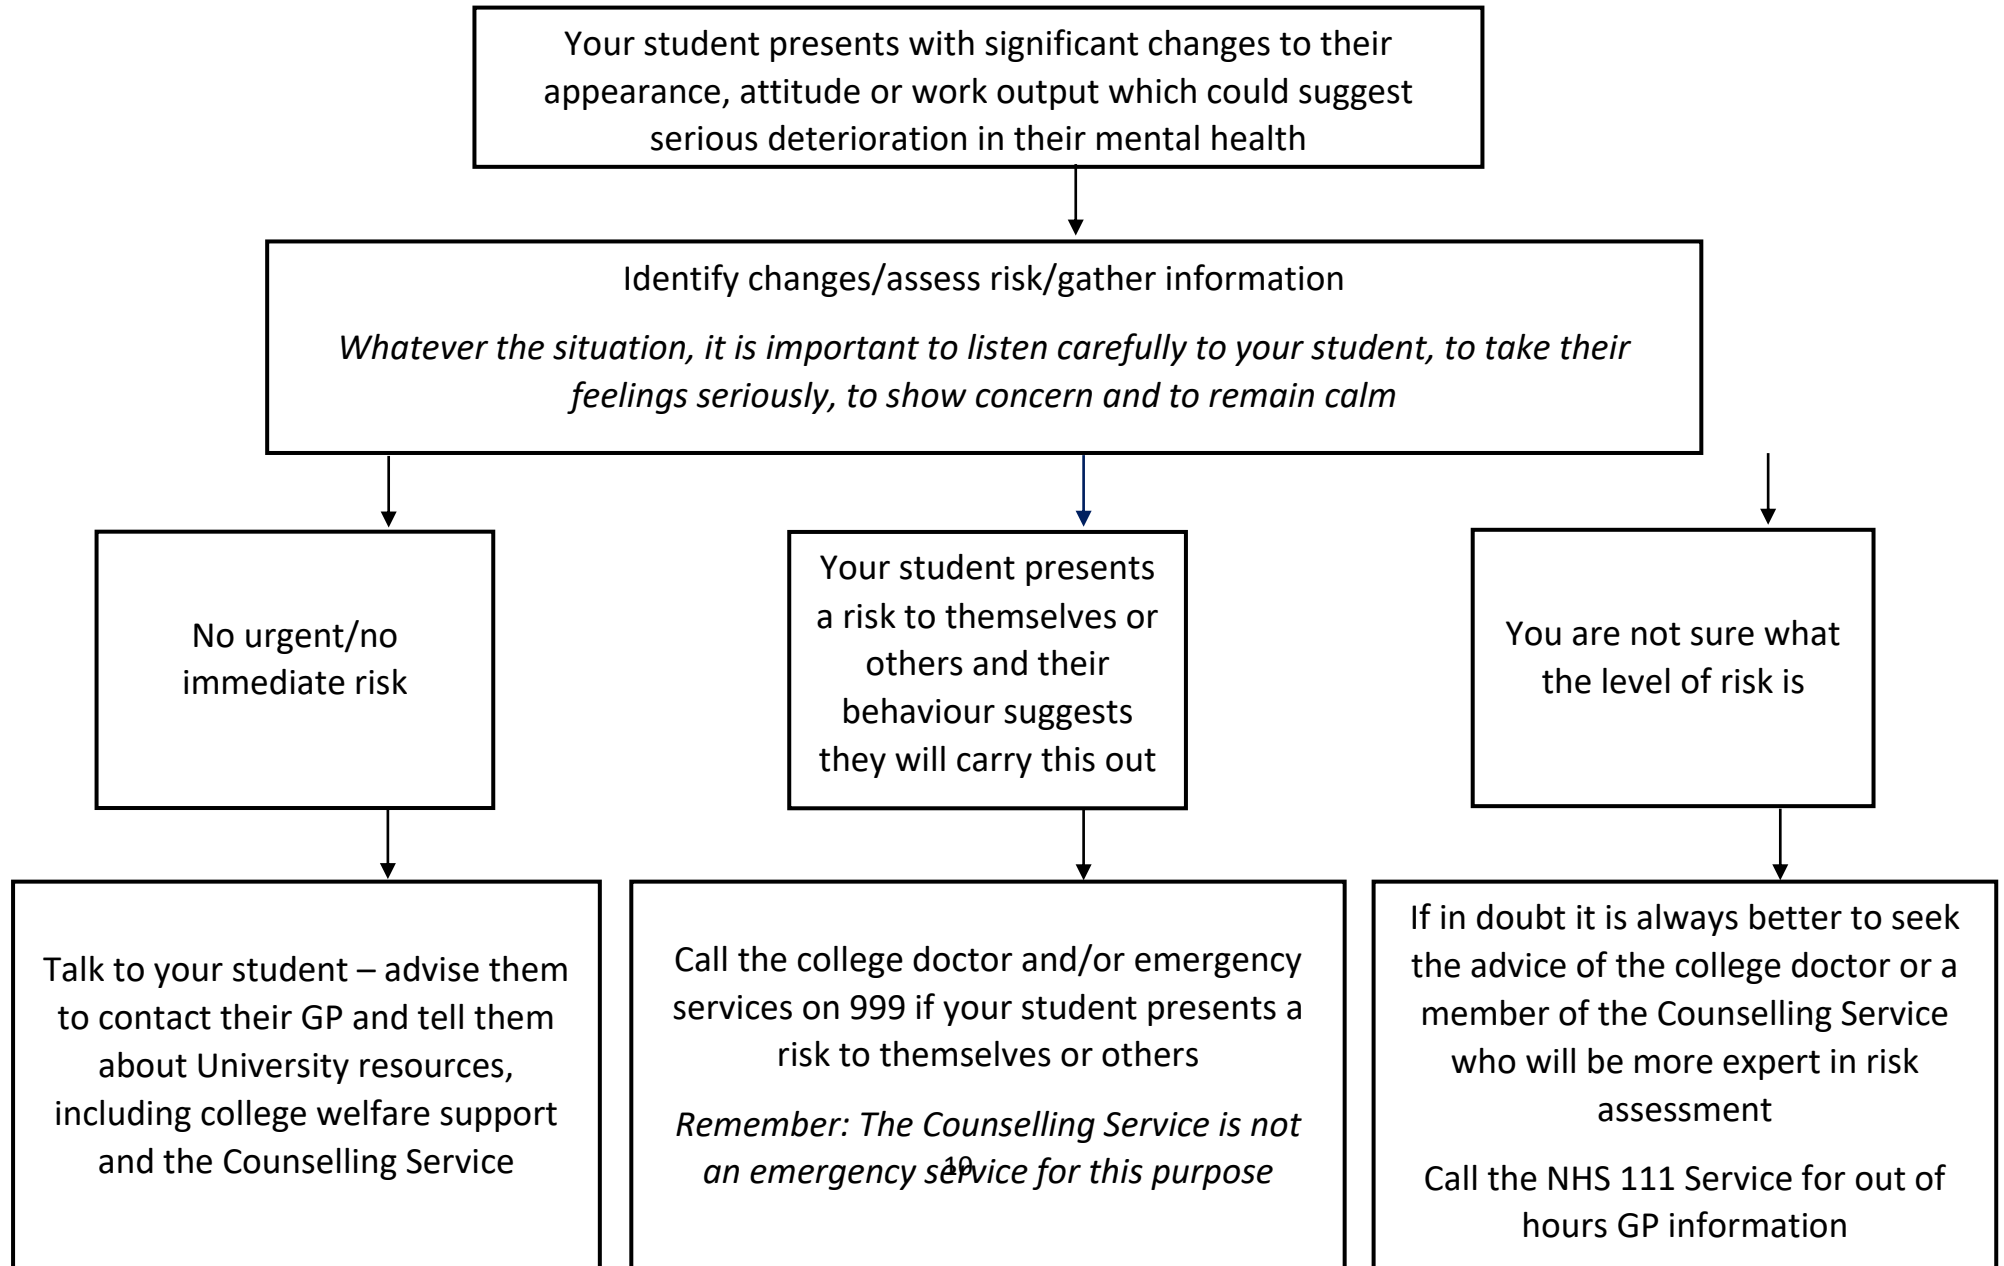 Your student presents with significant changes to their
appearance, attitude or work output which could suggest
serious deterioration in their mental health
Identify changes/assess risk/gather information
Whatever the situation, it is important to listen carefully to your student, to take their
feelings seriously, to show concern and to remain calm
No urgent/no
immediate risk
Your student presents
a risk to themselves or
others and their
behaviour suggests
they will carry this out
You are not sure what
the level of risk is
Talk to your student – advise them
to contact their GP and tell them
about University resources,
including college welfare support
and the Counselling Service
Call the college doctor and/or emergency
services on 999 if your student presents a
risk to themselves or others
Remember: The Counselling Service is not
an emergency service for this purpose
10
If in doubt it is always better to seek
the advice of the college doctor or a
member of the Counselling Service
who will be more expert in risk
assessment
Call the NHS 111 Service for out of
hours GP information